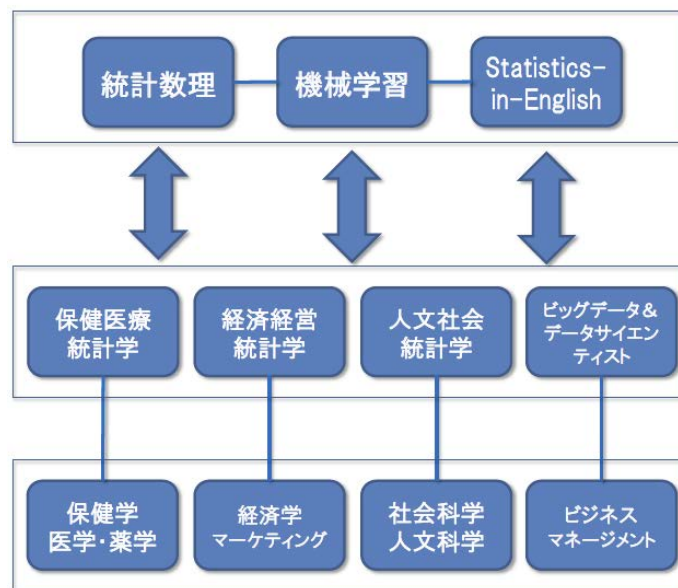 統計数理
機械学習
Statistics-
in-English
保健医療
統計学
経済経営
統計学
人文社会
統計学
ビッグデータ&
データサイエン
ティスト
保健学
医学・薬学
経済学
マーケティング
社会科学
人文科学
ビジネス
マネージメント